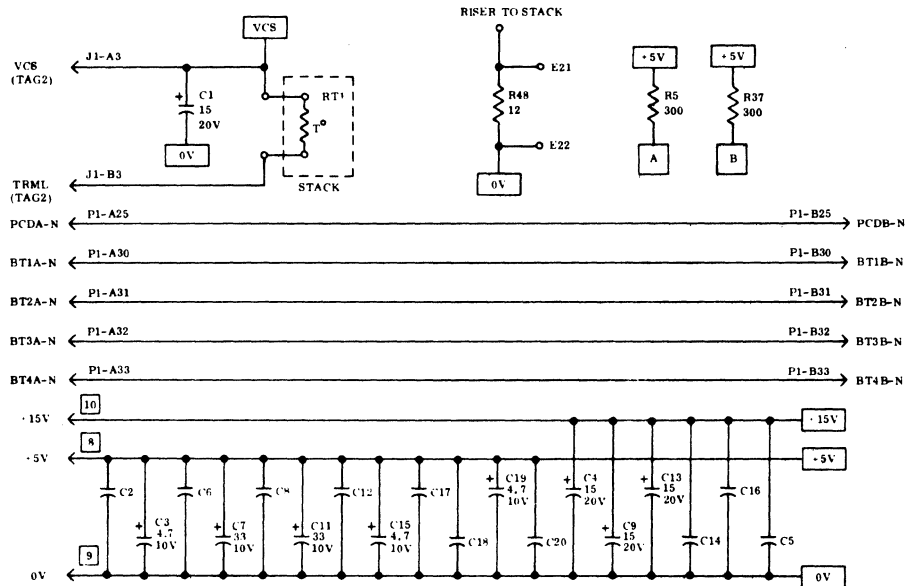 RISER TO STACK
VCS
J1-A3
VCS
(TAG2)
+ C1
15
20V
0V
RT1
T°
STACK
J1-B3
TRML
(TAG2)
E21
R48
12
E22
0V
+5V
R5
300
A
+5V
R37
300
B
PCDA-N P1-A25 P1-B25 PCDB-N
BT1A-N P1-A30 P1-B30 BT1B-N
BT2A-N P1-A31 P1-B31 BT2B-N
BT3A-N P1-A32 P1-B32 BT3B-N
BT4A-N P1-A33 P1-B33 BT4B-N
+15V 10 +15V
+5V 8 +5V
C2
+ C3
4.7
10V
C6
+ C7
33
10V
C8
+ C11
33
10V
C12
+ C15
4.7
10V
C17
C18
+ C19
4.7
10V
C20
+ C4
15
20V
+ C9
15
20V
+ C13
15
20V
C14
C16
C5
0V 9 0V